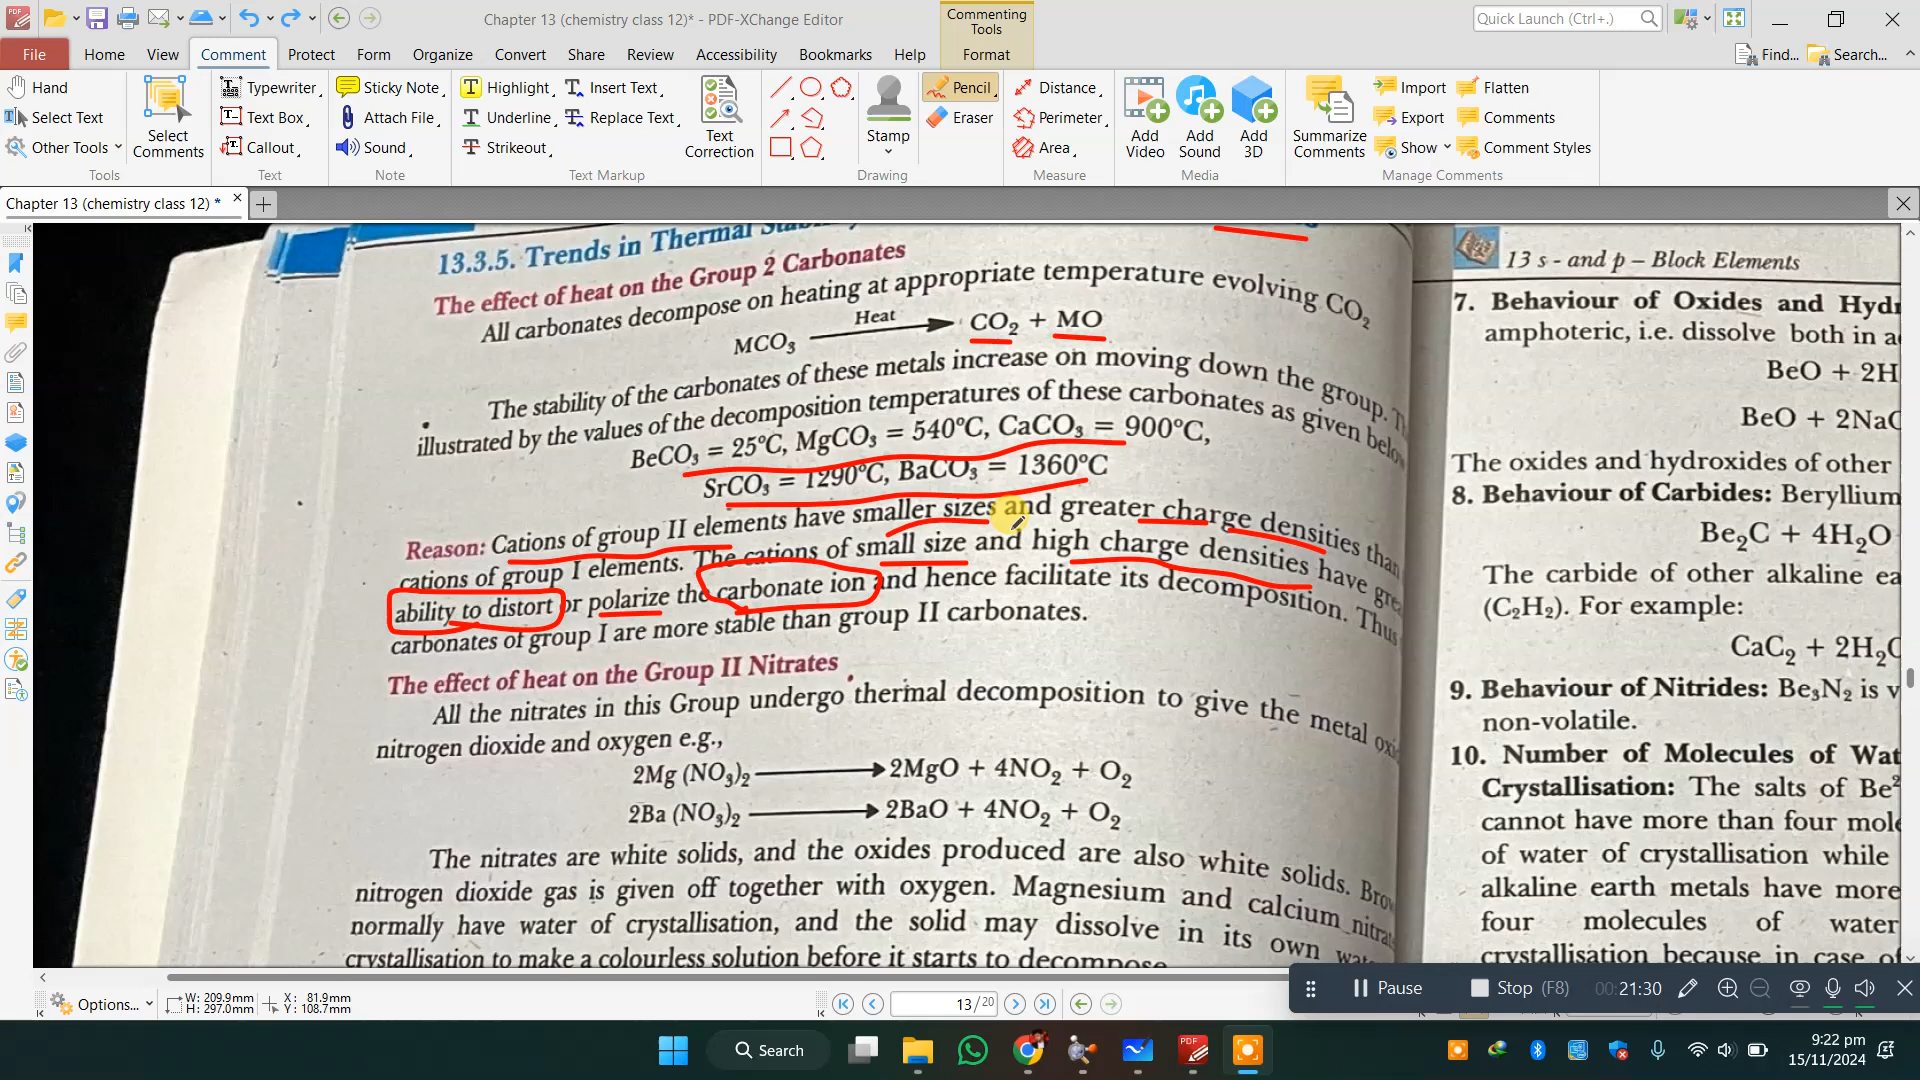 Chapter 13 (chemistry class 12)* - PDF-XChange Editor
Commenting Tools
Quick Launch (Ctrl+.)
File Home View Comment Protect Form Organize Convert Share Review Accessibility Bookmarks Help Format Find... Search...
Hand
Select Text
Other Tools
Select Comments
Tools
Typewriter
Text Box
Callout
Text
Sticky Note
Attach File
Sound
Note
Highlight
Underline
Strikeout
Insert Text
Replace Text
Text Correction
Text Markup
Stamp
Pencil
Eraser
Drawing
Distance
Perimeter
Area
Measure
Add Video
Add Sound
Add 3D
Media
Summarize Comments
Import
Export
Show
Flatten
Comments
Comment Styles
Manage Comments
Chapter 13 (chemistry class 12) *
13.3.5. Trends in Thermal
The effect of heat on the Group 2 Carbonates
All carbonates decompose on heating at appropriate temperature evolving CO₂
MCO₃ Heat CO₂ + MO
The stability of the carbonates of these metals increase on moving down the group.
illustrated by the values of the decomposition temperatures of these carbonates as given below
BeCO₃ = 25°C, MgCO₃ = 540°C, CaCO₃ = 900°C,
SrCO₃ = 1290°C, BaCO₃ = 1360°C
Reason: Cations of group II elements have smaller sizes and greater charge densities than
cations of group I elements. The cations of small size and high charge densities have
ability to distort or polarize the carbonate ion and hence facilitate its decomposition. Thus
carbonates of group I are more stable than group II carbonates.
The effect of heat on the Group II Nitrates
All the nitrates in this Group undergo thermal decomposition to give the metal
nitrogen dioxide and oxygen e.g.,
2Mg (NO₃)₂ → 2MgO + 4NO₂ + O₂
2Ba (NO₃)₂ → 2BaO + 4NO₂ + O₂
The nitrates are white solids, and the oxides produced are also white solids.
nitrogen dioxide gas is given off together with oxygen. Magnesium and calcium
normally have water of crystallisation, and the solid may dissolve in its own
crystallisation to make a colourless solution before it starts to decompose
13 s - and p – Block Elements
7. Behaviour of Oxides and
amphoteric, i.e. dissolve both in
BeO + 2H
BeO + 2NaO
The oxides and hydroxides of other
8. Behaviour of Carbides: Beryllium
Be₂C + 4H₂O
The carbide of other alkaline
(C₂H₂). For example:
CaC₂ + 2H₂O
9. Behaviour of Nitrides: Be₃N₂ is
non-volatile.
10. Number of Molecules of
Crystallisation: The salts of Be²
cannot have more than four
of water of crystallisation while
alkaline earth metals have more
four molecules of water
crystallisation because in case of
Options...
W: 209.9mm
H: 297.0mm
X: 81.9mm
Y: 108.7mm
13 / 20
Pause Stop (F8) 00:21:30
Search
9:22 pm
15/11/2024